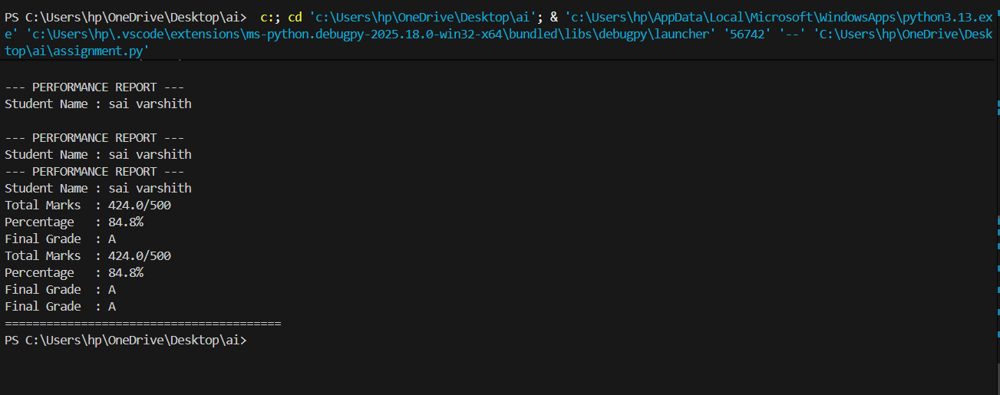 PS C:\Users\hp\OneDrive\Desktop\ai>  c:; cd 'c:\Users\hp\OneDrive\Desktop\ai'; & 'c:\Users\hp\AppData\Local\Microsoft\WindowsApps\python3.13.ex
e' 'c:\Users\hp\.vscode\extensions\ms-python.debugpy-2025.18.0-win32-x64\bundled\libs\debugpy\launcher' '56742' '--' 'C:\Users\hp\OneDrive\Desk
top\ai\assignment.py'
--- PERFORMANCE REPORT ---
Student Name : sai varshith
--- PERFORMANCE REPORT ---
Student Name : sai varshith
--- PERFORMANCE REPORT ---
Student Name : sai varshith
Total Marks  : 424.0/500
Percentage   : 84.8%
Final Grade  : A
Total Marks  : 424.0/500
Percentage   : 84.8%
Final Grade  : A
Final Grade  : A
========================================
PS C:\Users\hp\OneDrive\Desktop\ai>